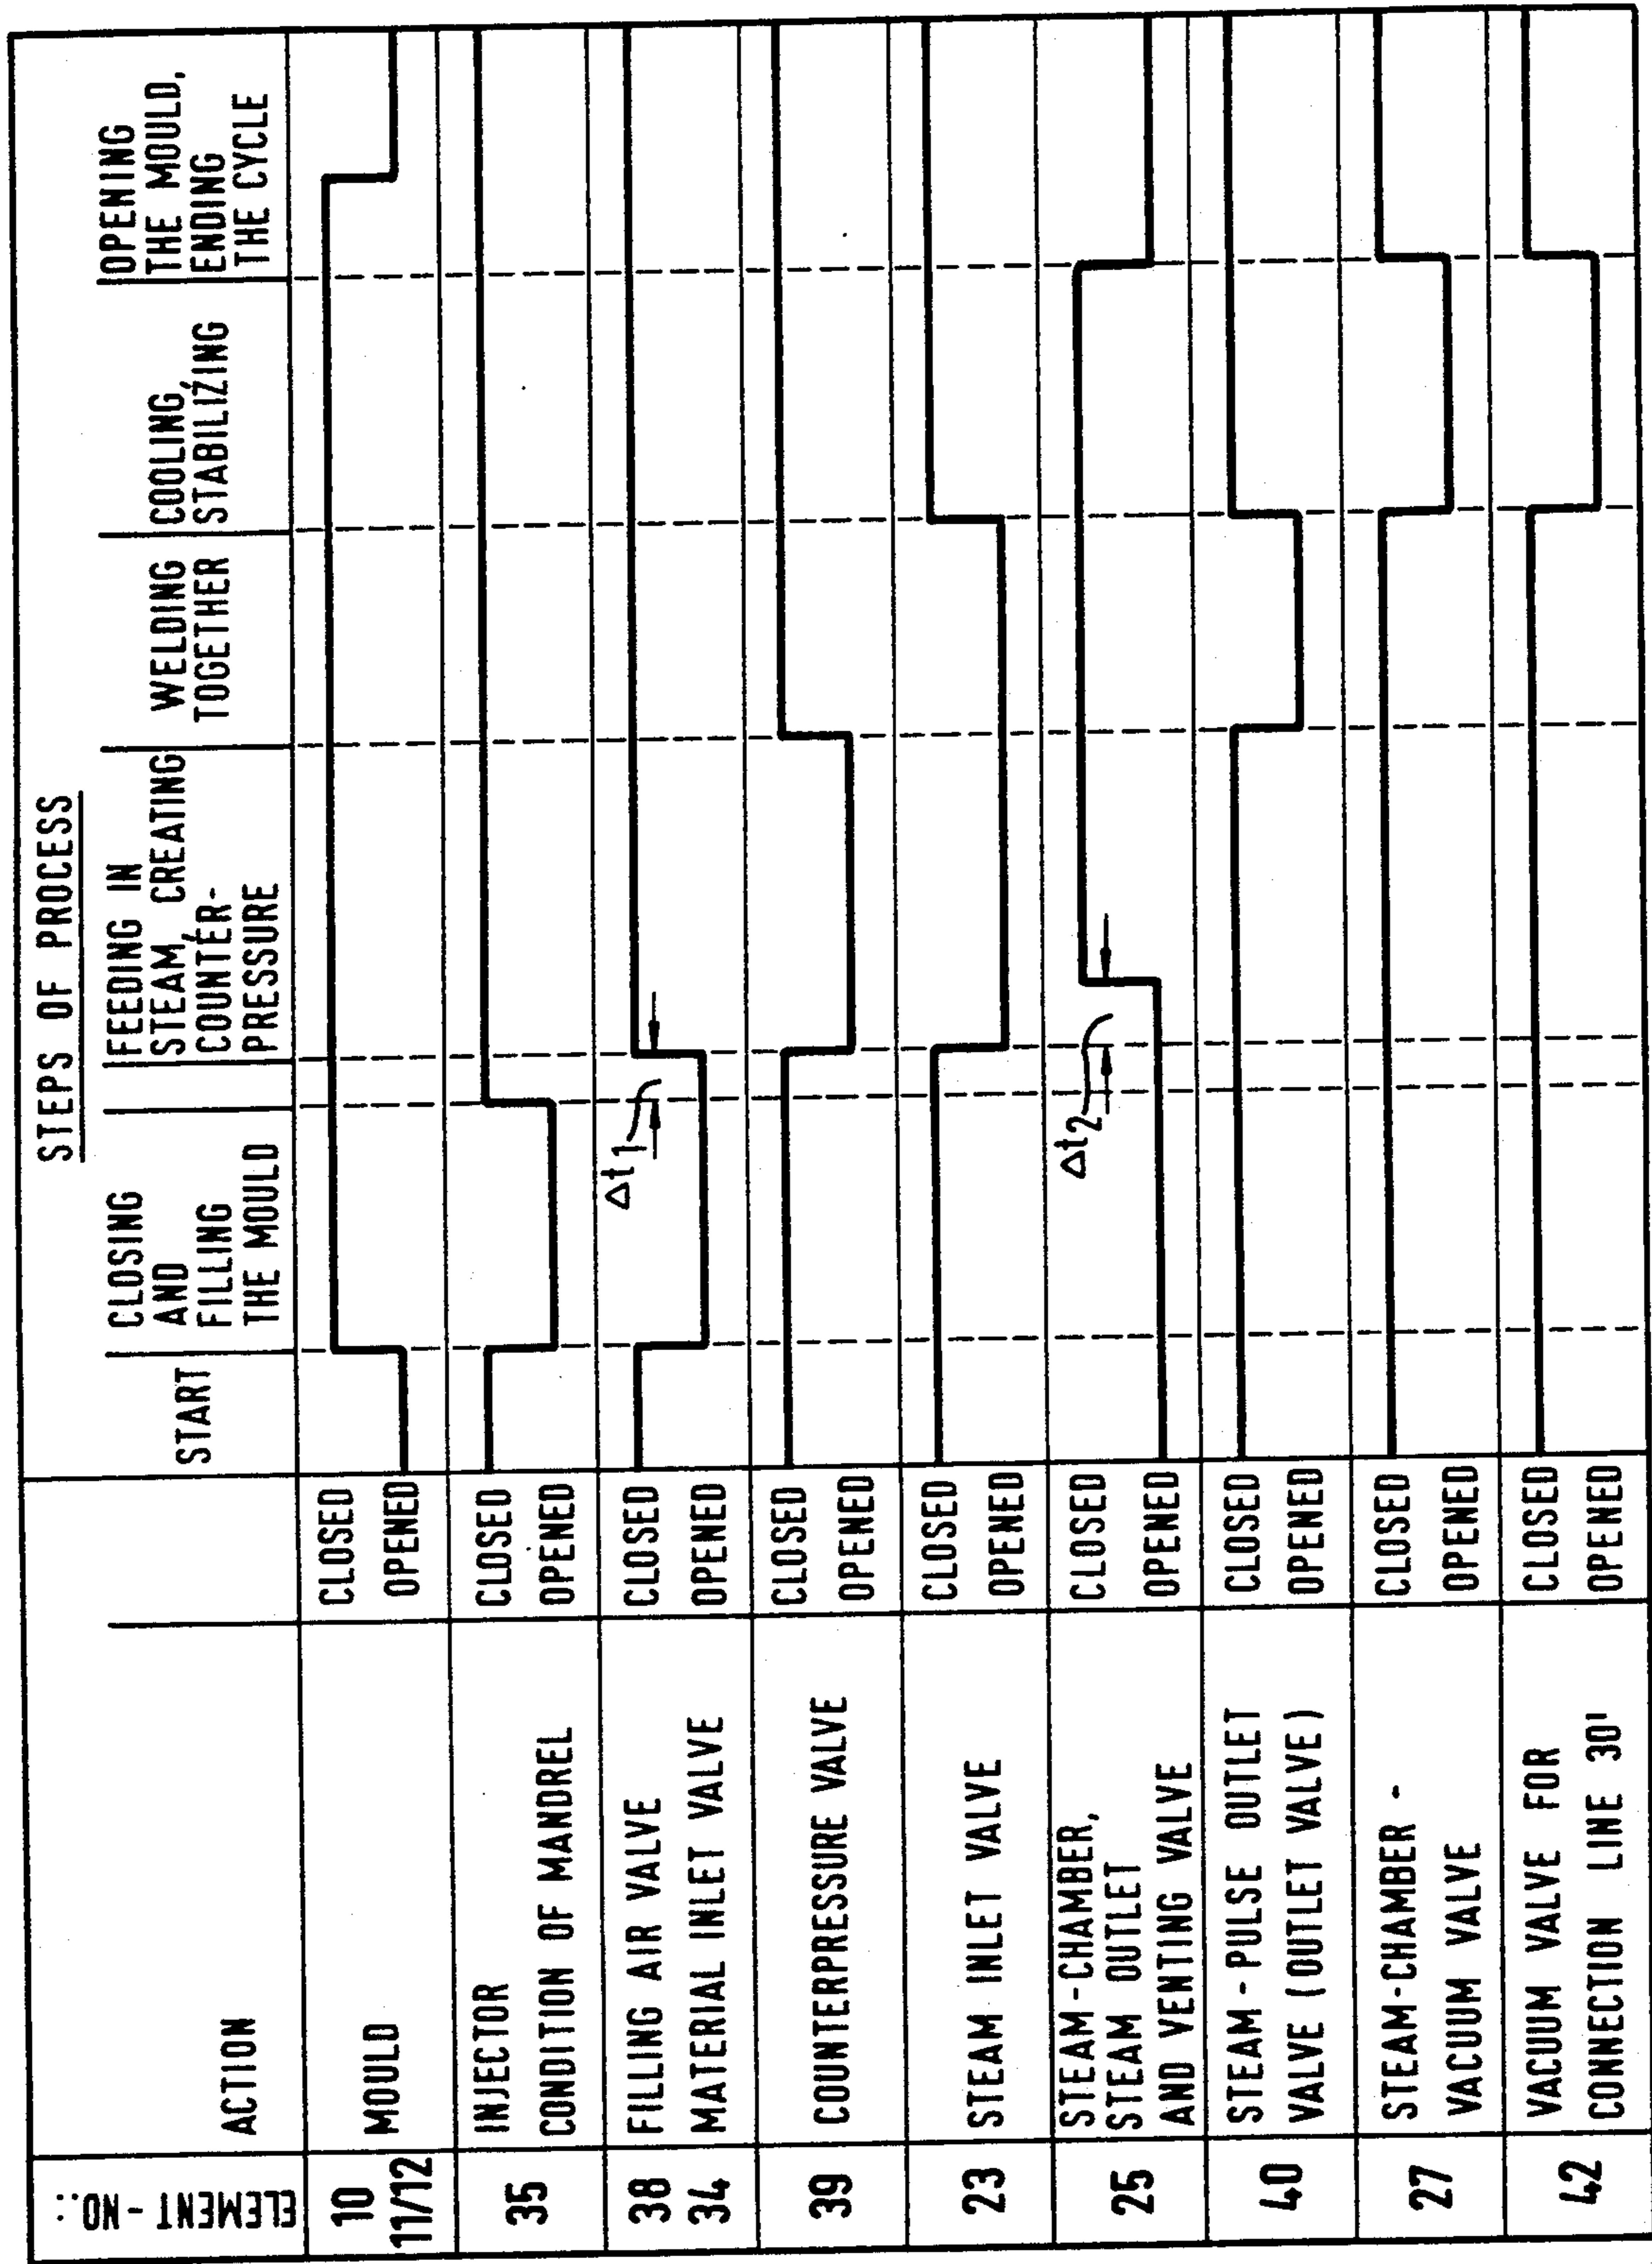 STEPS OF PROCESS
ELEMENT-NO.:
ACTION
START
CLOSING
AND
FILLING
THE MOULD
FEEDING IN
STEAM, CREATING
COUNTER-
PRESSURE
WELDING
TOGETHER
COOLING,
STABILIZING
OPENING
THE MOULD,
ENDING
THE CYCLE
10
11/12
MOULD
CLOSED
OPENED
35
INJECTOR
CONDITION OF MANDREL
CLOSED
OPENED
38
34
FILLING AIR VALVE
MATERIAL INLET VALVE
CLOSED
OPENED
Δt1
39
COUNTERPRESSURE VALVE
CLOSED
OPENED
23
STEAM INLET VALVE
CLOSED
OPENED
25
STEAM-CHAMBER,
STEAM OUTLET
AND VENTING VALVE
CLOSED
OPENED
Δt2
40
STEAM-PULSE OUTLET
VALVE (OUTLET VALVE)
CLOSED
OPENED
27
STEAM-CHAMBER -
VACUUM VALVE
CLOSED
OPENED
42
VACUUM VALVE FOR
CONNECTION LINE 30'
CLOSED
OPENED